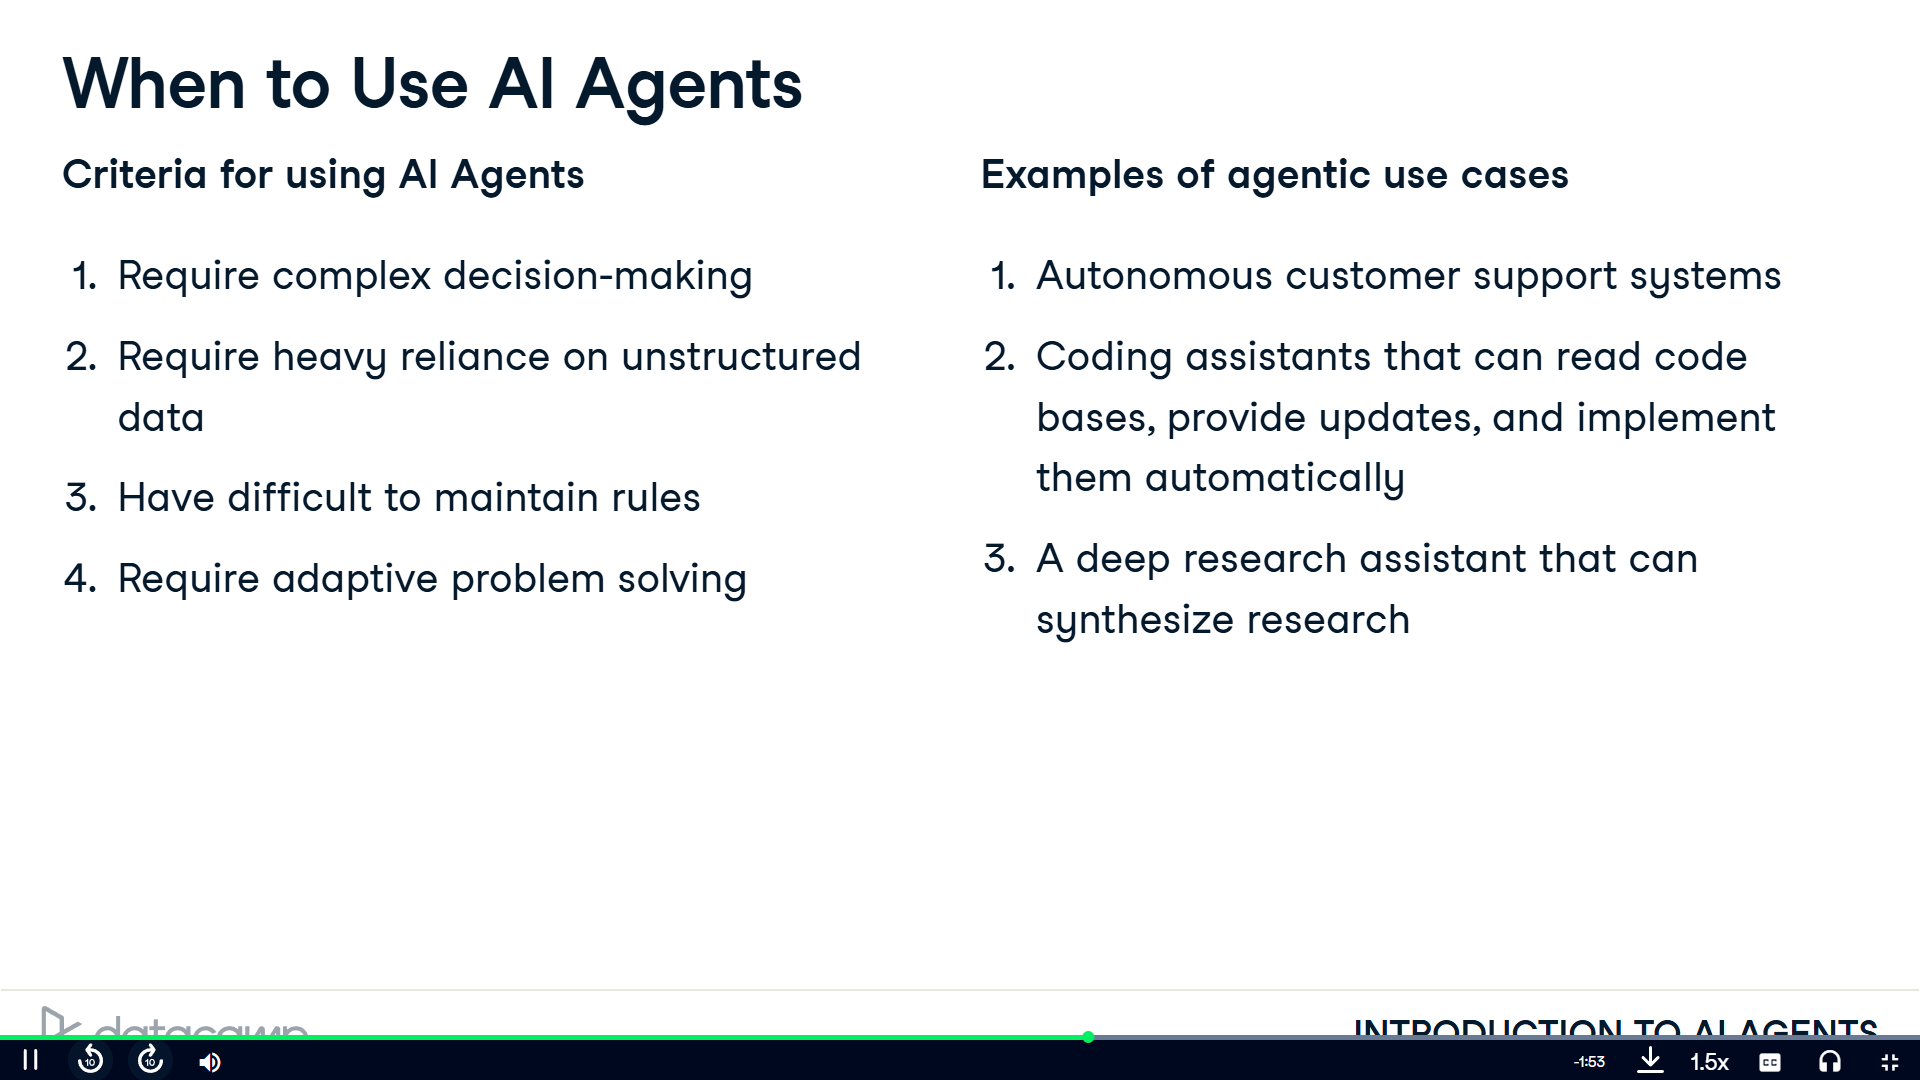 When to Use AI Agents
Criteria for using AI Agents
1. Require complex decision-making
2. Require heavy reliance on unstructured
data
3. Have difficult to maintain rules
4. Require adaptive problem solving
Examples of agentic use cases
1. Autonomous customer support systems
2. Coding assistants that can read code
bases, provide updates, and implement
them automatically
3. A deep research assistant that can
synthesize research
datacamp
INTRODUCTION TO AI AGENTS
10
10
-1:53
1.5x
CC